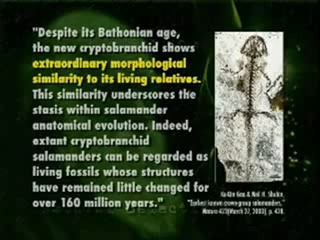 "Despite its Bathonian age,
the new cryptobranchid shows
extraordinary morphological
similarity to its living relatives.
This similarity underscores the
stasis within salamander
anatomical evolution. Indeed,
extant cryptobranchid
salamanders can be regarded as
living fossils whose structures
have remained little changed for
over 160 million years."
Ke-Qin Gao & Neil H. Shubin,
"Earliest known crown-group salamanders,"
Nature 422(March 27, 2003), p. 428.